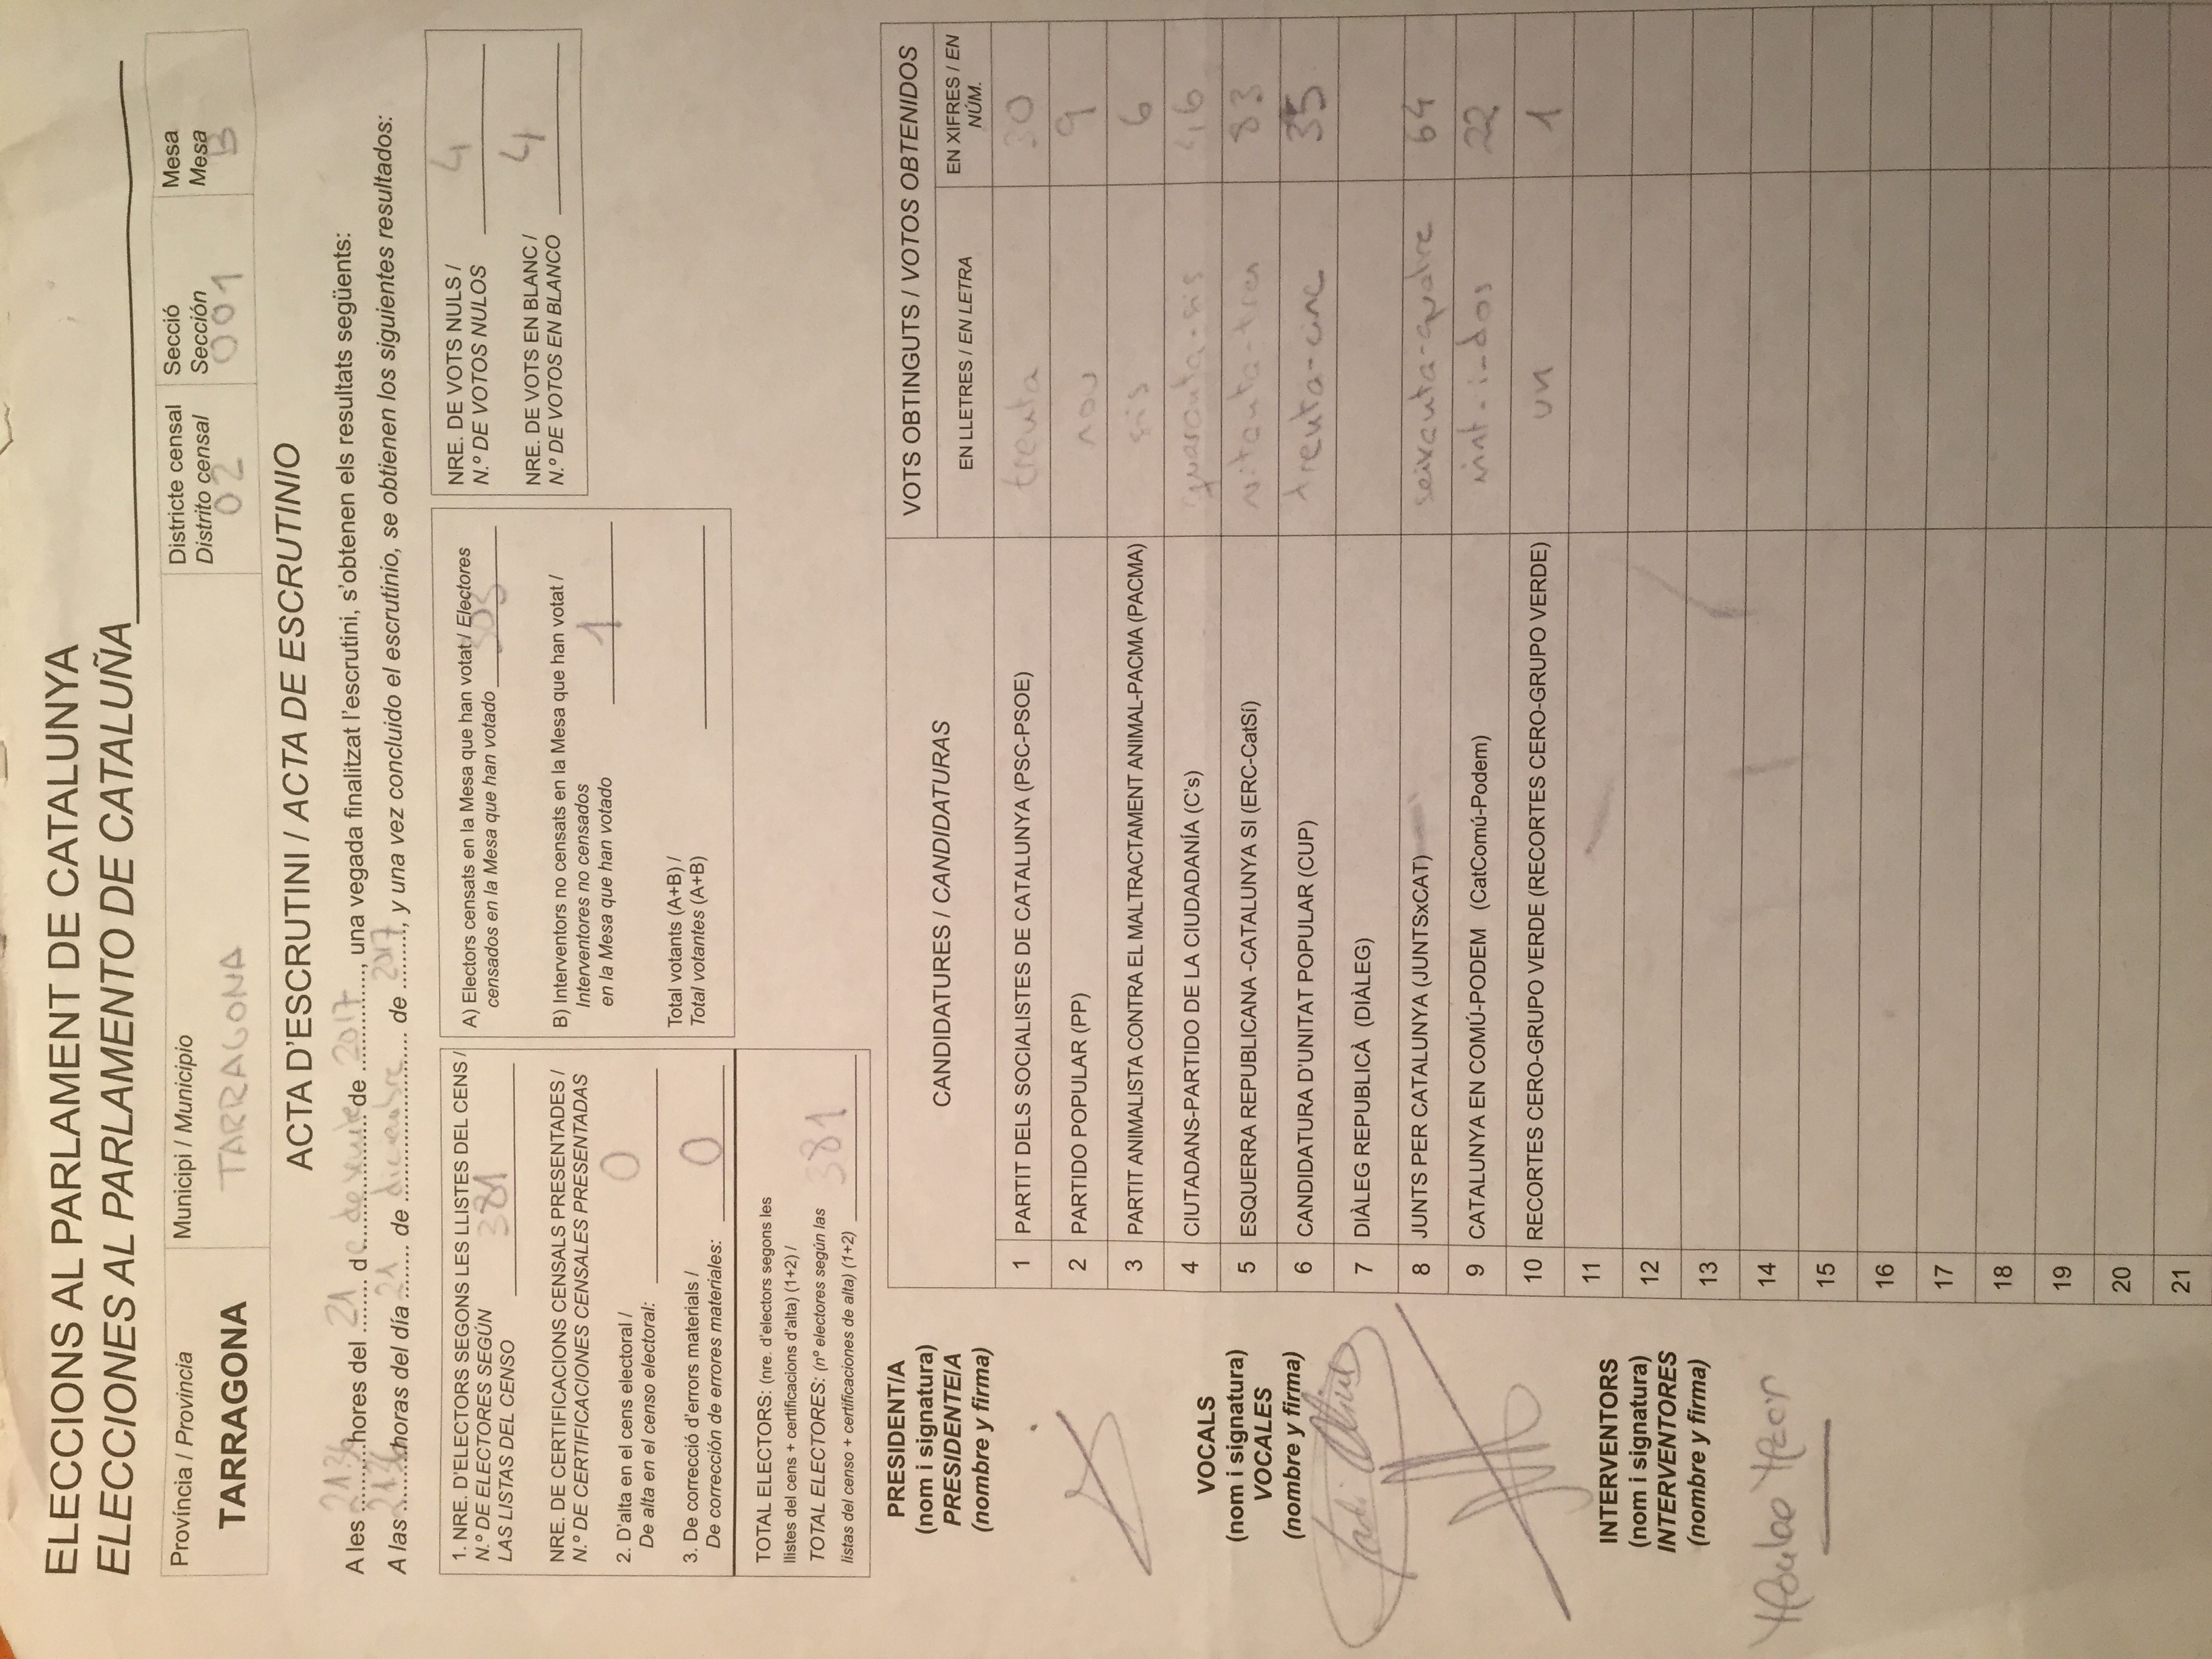 ELECCIONS AL PARLAMENT DE CATALUNYA
ELECCIONES AL PARLAMENTO DE CATALUÑA
Província / Provincia
TARRAGONA
Municipi / Municipio
TARRAGONA
Districte censal
Distrito censal
02
Secció
Sección
001
Mesa
Mesa
B
ACTA D'ESCRUTINI / ACTA DE ESCRUTINIO
A les 2136 hores del 21 de desembre de 2017, una vegada finalitzat l'escrutini, s'obtenen els resultats següents:
A las 2136 horas del día 21 de diciembre de 2017, y una vez concluido el escrutinio, se obtienen los siguientes resultados:
1. NRE. D'ELECTORS SEGONS LES LLISTES DEL CENS /
N.º DE ELECTORES SEGÚN
LAS LISTAS DEL CENSO 381
NRE. DE CERTIFICACIONS CENSALS PRESENTADES /
N.º DE CERTIFICACIONES CENSALES PRESENTADAS
2. D'alta en el cens electoral /
De alta en el censo electoral: 0
3. De correcció d'errors materials /
De corrección de errores materiales: 0
TOTAL ELECTORS: (nre. d'electors segons les
llistes del cens + certificacions d'alta) (1+2) /
TOTAL ELECTORES: (nº electores según las
listas del censo + certificaciones de alta) (1+2) 381
A) Electors censats en la Mesa que han votat / Electores
censados en la Mesa que han votado 303
B) Interventors no censats en la Mesa que han votat /
Interventores no censados
en la Mesa que han votado 1
Total votants (A+B) /
Total votantes (A+B)
NRE. DE VOTS NULS /
N.º DE VOTOS NULOS 4
NRE. DE VOTS EN BLANC /
N.º DE VOTOS EN BLANCO 4
PRESIDENT/A
(nom i signatura)
PRESIDENTE/A
(nombre y firma)
VOCALS
(nom i signatura)
VOCALES
(nombre y firma)
INTERVENTORS
(nom i signatura)
INTERVENTORES
(nombre y firma)
CANDIDATURES / CANDIDATURAS
VOTS OBTINGUTS / VOTOS OBTENIDOS
EN LLETRES / EN LETRA
EN XIFRES / EN
NÚM.
1 PARTIT DELS SOCIALISTES DE CATALUNYA (PSC-PSOE) trenta 30
2 PARTIDO POPULAR (PP) nou 9
3 PARTIT ANIMALISTA CONTRA EL MALTRACTAMENT ANIMAL-PACMA (PACMA) sis 6
4 CIUTADANS-PARTIDO DE LA CIUDADANÍA (C's) quaranta-sis 46
5 ESQUERRA REPUBLICANA -CATALUNYA SI (ERC-CatSí) vitanta-tres 83
6 CANDIDATURA D'UNITAT POPULAR (CUP) trenta-cinc 35
7 DIÀLEG REPUBLICÀ (DIÀLEG)
8 JUNTS PER CATALUNYA (JUNTSxCAT) seixanta-quatre 64
9 CATALUNYA EN COMÚ-PODEM (CatComú-Podem) vint-i-dos 22
10 RECORTES CERO-GRUPO VERDE (RECORTES CERO-GRUPO VERDE) un 1
11
12
13
14
15
16
17
18
19
20
21